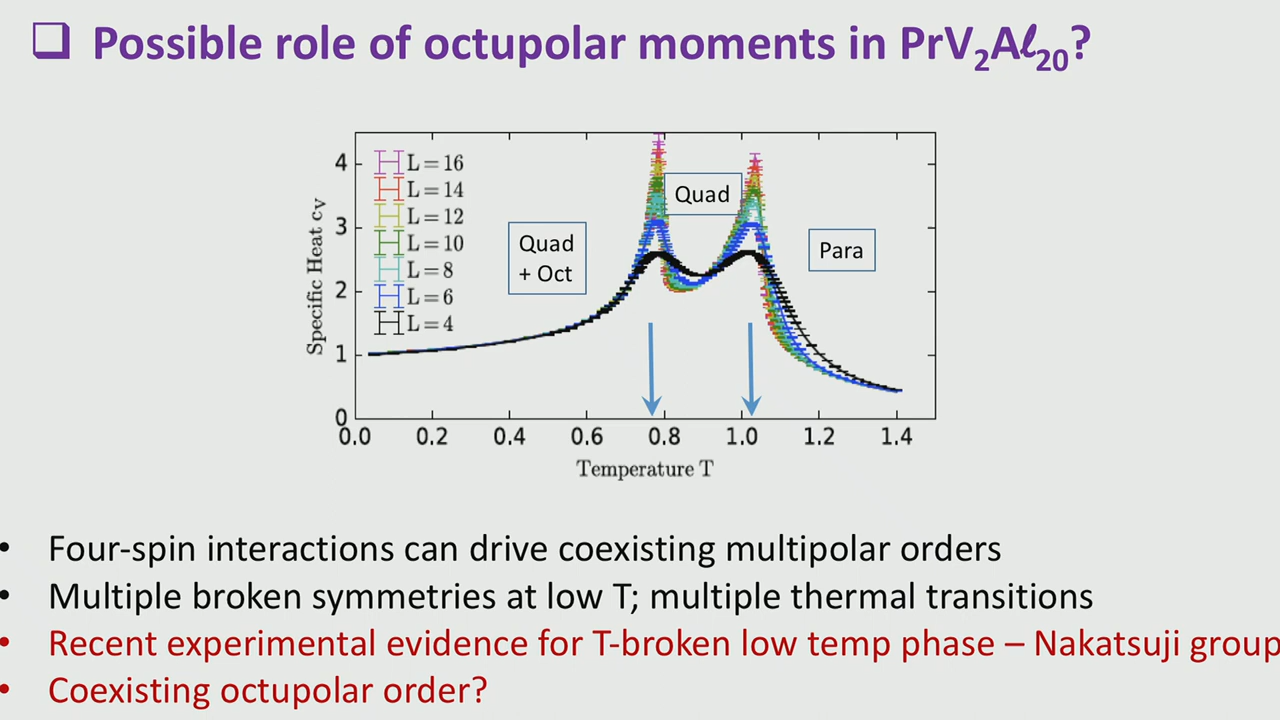 ❑ Possible role of octupolar moments in PrV₂Aℓ₂₀?
Specific Heat c_V
4
3
2
1
0
L = 16
L = 14
L = 12
L = 10
L = 8
L = 6
L = 4
Quad
+ Oct
Quad
Para
0.0 0.2 0.4 0.6 0.8 1.0 1.2 1.4
Temperature T
• Four-spin interactions can drive coexisting multipolar orders
• Multiple broken symmetries at low T; multiple thermal transitions
• Recent experimental evidence for T-broken low temp phase – Nakatsuji group
• Coexisting octupolar order?